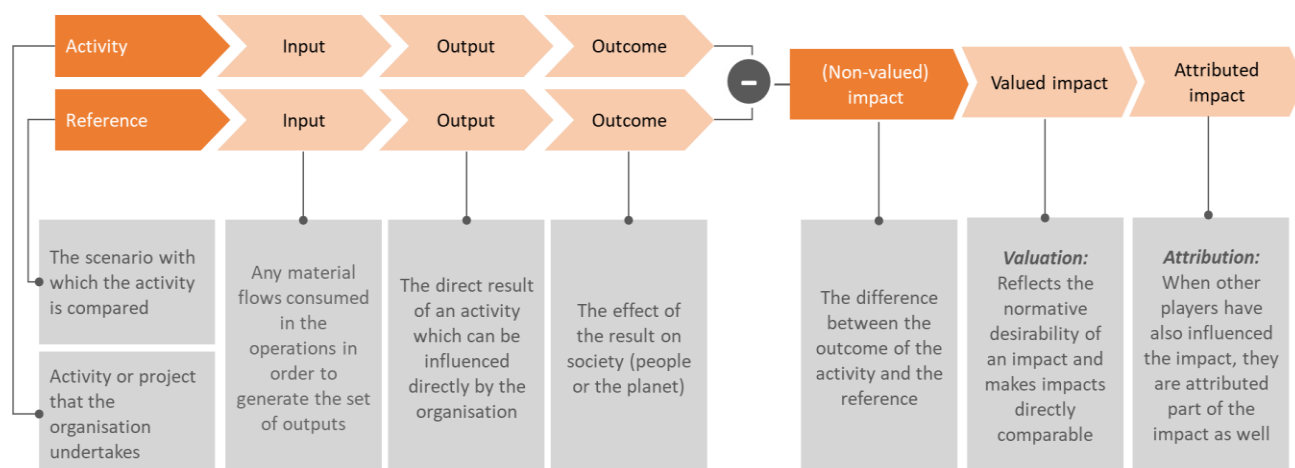 Activity
Input
Output
Outcome
Reference
Input
Output
Outcome
–
(Non-valued)
impact
Valued impact
Attributed
impact
The scenario with
which the activity
is compared
Activity or project
that the
organisation
undertakes
Any material
flows consumed
in the
operations in
order to
generate the set
of outputs
The direct result
of an activity
which can be
influenced
directly by the
organisation
The effect of
the result on
society (people
or the planet)
The difference
between the
outcome of the
activity and the
reference
Valuation:
Reflects the
normative
desirability of
an impact and
makes impacts
directly
comparable
Attribution:
When other
players have
also influenced
the impact, they
are attributed
part of the
impact as well